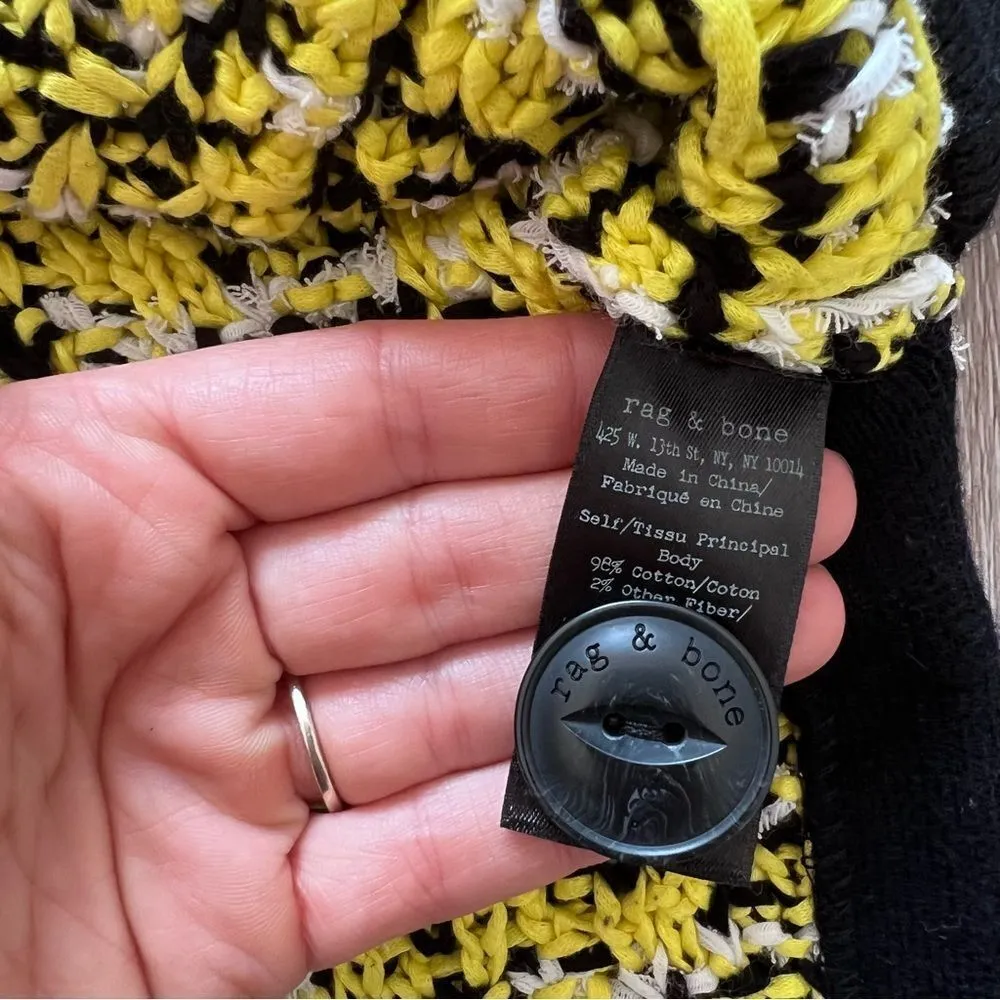 rag & bone
425 W. 13th St, NY, NY 10014
Made in China/
Fabriqué en Chine
Self/Tissu Principal
Body
98% Cotton/Coton
2% Other Fiber/
rag & bone